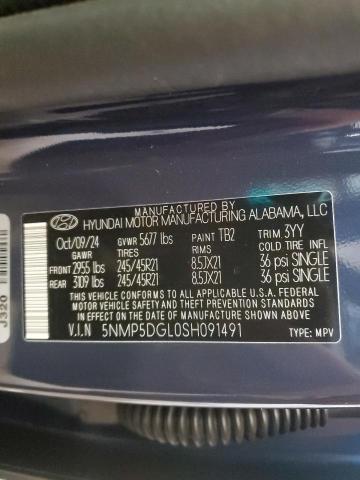 MANUFACTURED BY
HYUNDAI MOTOR MANUFACTURING ALABAMA, LLC
Oct/09/24 GVWR 5677 lbs PAINT TB2 TRIM 3YY
GAWR TIRES RIMS COLD TIRE INFLATION
FRONT 2955 lbs 245/45R21 8.5JX21 36 psi SINGLE
REAR 3109 lbs 245/45R21 8.5JX21 36 psi SINGLE
THIS VEHICLE CONFORMS TO ALL APPLICABLE U.S. FEDERAL
MOTOR VEHICLE SAFETY AND THEFT PREVENTION STANDARDS
IN EFFECT ON THE DATE OF MANUFACTURE SHOWN ABOVE.
V.I.N 5NMP5DGL0SH091491 TYPE: MPV
J320